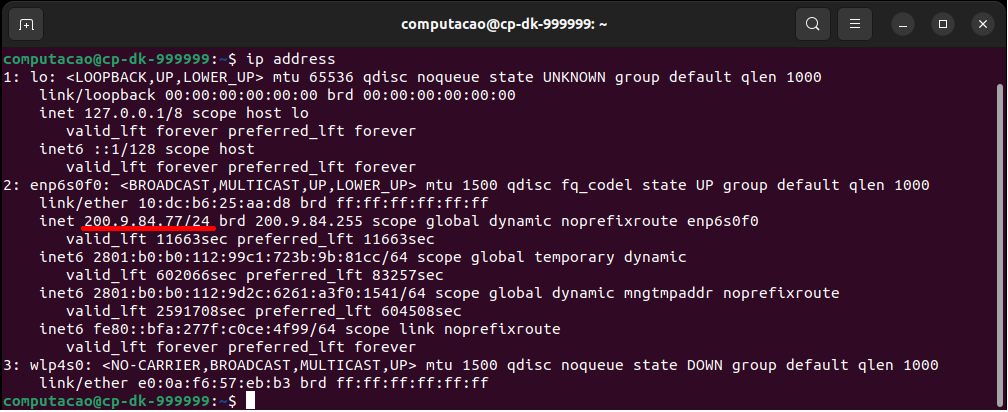 computacao@cp-dk-999999: ~
computacao@cp-dk-999999:~$ ip address
1: lo: <LOOPBACK,UP,LOWER_UP> mtu 65536 qdisc noqueue state UNKNOWN group default qlen 1000
    link/loopback 00:00:00:00:00:00 brd 00:00:00:00:00:00
    inet 127.0.0.1/8 scope host lo
       valid_lft forever preferred_lft forever
    inet6 ::1/128 scope host
       valid_lft forever preferred_lft forever
2: enp6s0f0: <BROADCAST,MULTICAST,UP,LOWER_UP> mtu 1500 qdisc fq_codel state UP group default qlen 1000
    link/ether 10:dc:b6:25:aa:d8 brd ff:ff:ff:ff:ff:ff
    inet 200.9.84.77/24 brd 200.9.84.255 scope global dynamic noprefixroute enp6s0f0
       valid_lft 11663sec preferred_lft 11663sec
    inet6 2801:b0:b0:112:99c1:723b:9b:81cc/64 scope global temporary dynamic
       valid_lft 602066sec preferred_lft 83257sec
    inet6 2801:b0:b0:112:9d2c:6261:a3f0:1541/64 scope global dynamic mngtmpaddr noprefixroute
       valid_lft 2591708sec preferred_lft 604508sec
    inet6 fe80::bfa:277f:c0ce:4f99/64 scope link noprefixroute
       valid_lft forever preferred_lft forever
3: wlp4s0: <NO-CARRIER,BROADCAST,MULTICAST,UP> mtu 1500 qdisc noqueue state DOWN group default qlen 1000
    link/ether e0:0a:f6:57:eb:b3 brd ff:ff:ff:ff:ff:ff
computacao@cp-dk-999999:~$